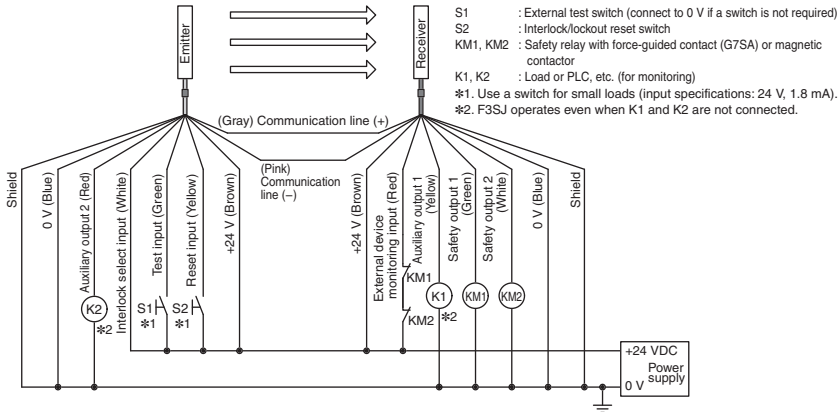 Emitter
Receiver
S1 : External test switch (connect to 0 V if a switch is not required)
S2 : Interlock/lockout reset switch
KM1, KM2 : Safety relay with force-guided contact (G7SA) or magnetic
contactor
K1, K2 : Load or PLC, etc. (for monitoring)
*1. Use a switch for small loads (input specifications: 24 V, 1.8 mA).
*2. F3SJ operates even when K1 and K2 are not connected.
(Gray) Communication line (+)
(Pink)
Communication
line (−)
Shield
0 V (Blue)
Auxiliary output 2 (Red)
Interlock select input (White)
Test input (Green)
Reset input (Yellow)
+24 V (Brown)
+24 V (Brown)
External device
monitoring input (Red)
Auxiliary output 1
(Yellow)
Safety output 1
(Green)
Safety output 2
(White)
0 V (Blue)
Shield
K2
*2
S1
*1
S2
*1
KM1
KM2
K1
*2
KM1
KM2
+24 VDC
Power
supply
0 V